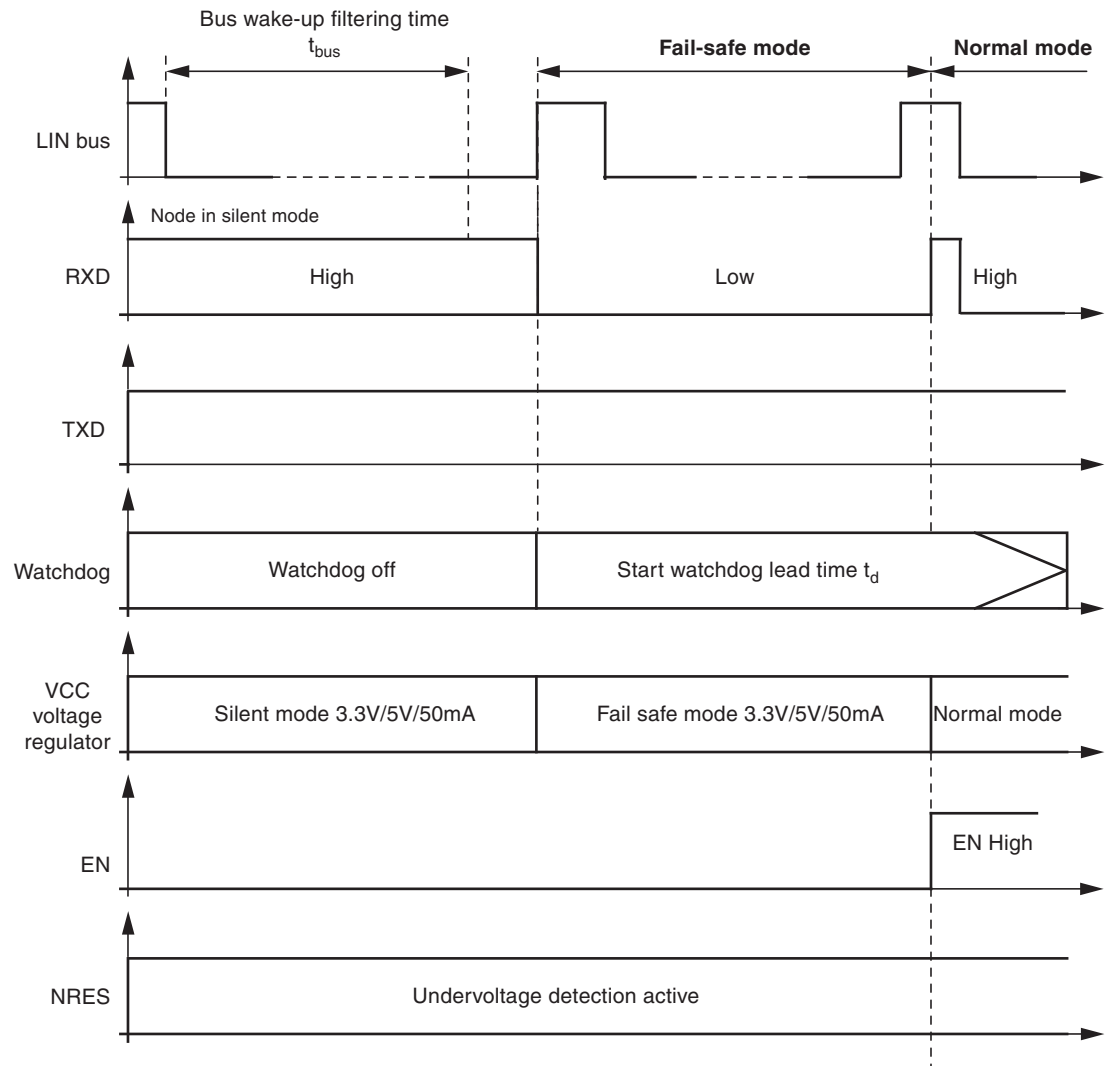 Bus wake-up filtering time
tbus
Fail-safe mode
Normal mode
LIN bus
Node in silent mode
RXD
High
Low
High
TXD
Watchdog
Watchdog off
Start watchdog lead time td
VCC
voltage
regulator
Silent mode 3.3V/5V/50mA
Fail safe mode 3.3V/5V/50mA
Normal mode
EN
EN High
NRES
Undervoltage detection active